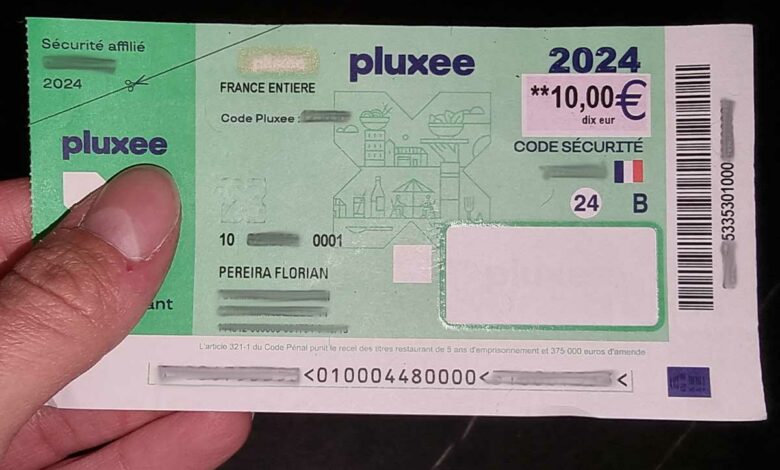 Sécurité affilié
2024
pluxee
ant
FRANCE ENTIERE
Code Pluxee :
pluxee
2024
**10,00€
dix eur
CODE SÉCURITÉ
24 B
10 0001
PEREIRA FLORIAN
L'article 321-1 du Code Pénal punit le recel des titres restaurant de 5 ans d'emprisonnement et 375 000 euros d'amende
<010004480000<
<
5335301000